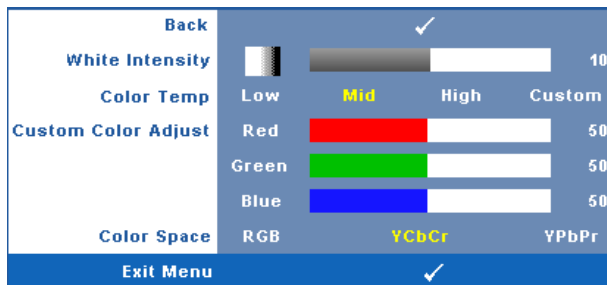 Back
White Intensity 10
Color Temp Low Mid High Custom
Custom Color Adjust Red 50
Green 50
Blue 50
Color Space RGB YCbCr YPbPr
Exit Menu